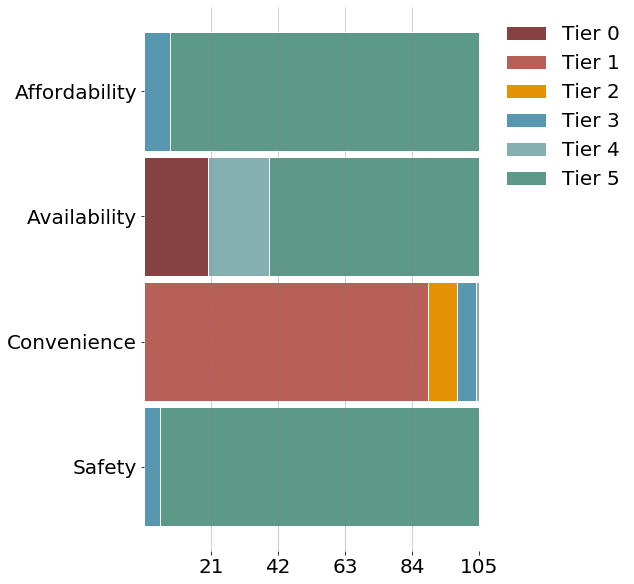 Tier 0
Tier 1
Tier 2
Tier 3
Tier 4
Tier 5
Affordability
Availability
Convenience
Safety
21 42 63 84 105